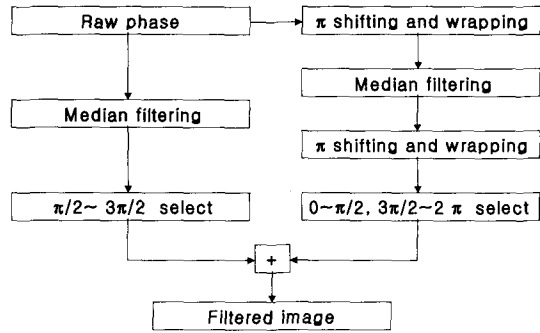 Raw phase
π shifting and wrapping
Median filtering
Median filtering
π shifting and wrapping
π/2~ 3π/2 select
0~π/2, 3π/2~2 π select
+
Filtered image